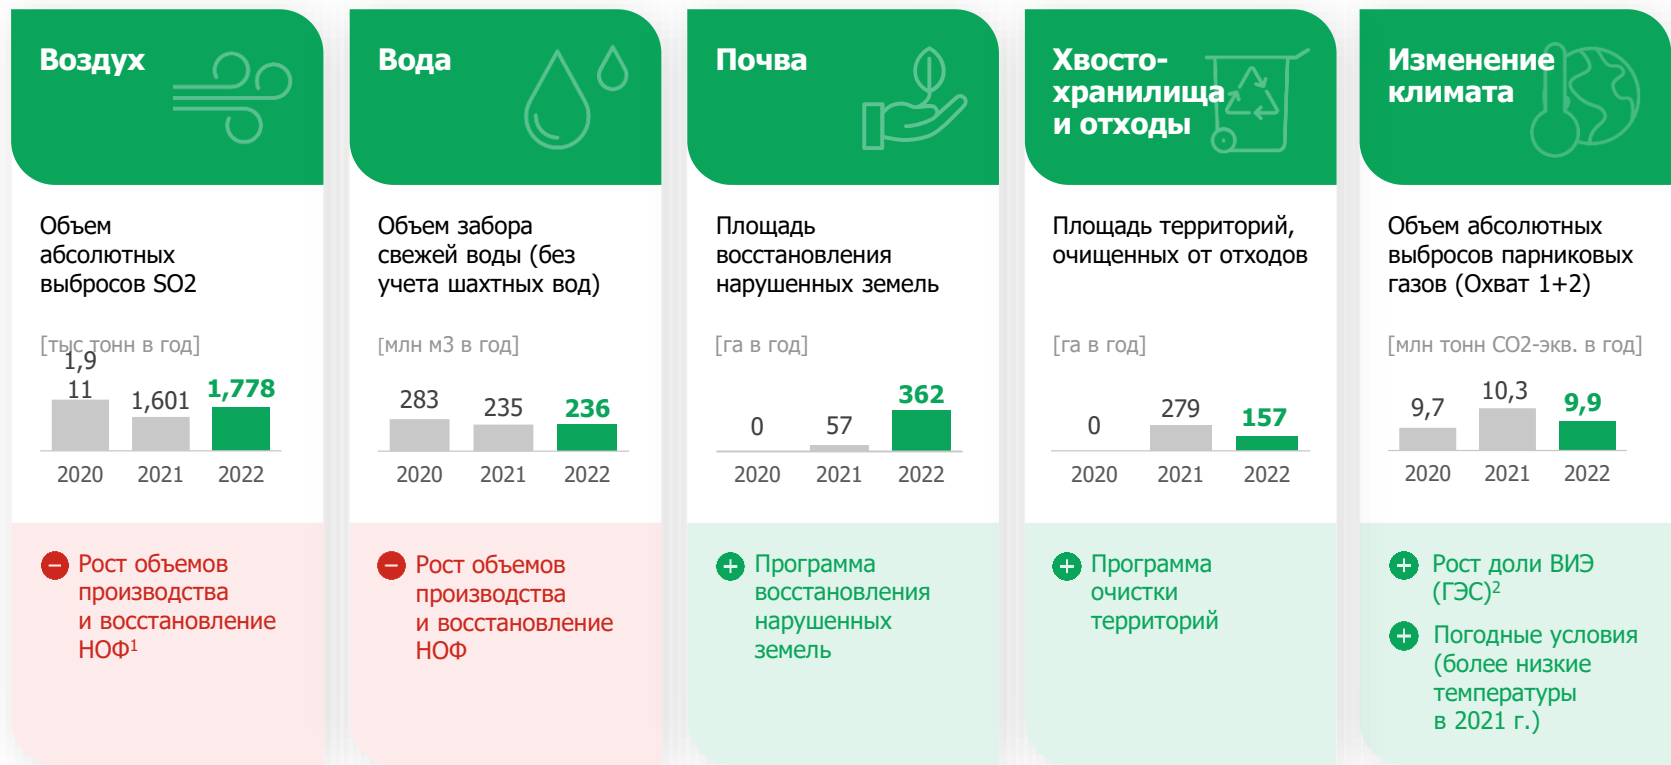 Воздух
Объем
абсолютных
выбросов SO2
[тыс тонн в год]
1,9
11
1,601
1,778
2020
2021
2022
Рост объемов
производства
и восстановление
НОФ1
Вода
Объем забора
свежей воды (без
учета шахтных вод)
[млн м3 в год]
283
235
236
2020
2021
2022
Рост объемов
производства
и восстановление
НОФ
Почва
Площадь
восстановления
нарушенных земель
[га в год]
0
57
362
2020
2021
2022
Программа
восстановления
нарушенных
земель
Хвосто-
хранилища
и отходы
Площадь территорий,
очищенных от отходов
[га в год]
0
279
157
2020
2021
2022
Программа
очистки
территорий
Изменение
климата
Объем абсолютных
выбросов парниковых
газов (Охват 1+2)
[млн тонн CO2-экв. в год]
9,7
10,3
9,9
2020
2021
2022
Рост доли ВИЭ
(ГЭС)2
Погодные условия
(более низкие
температуры
в 2021 г.)